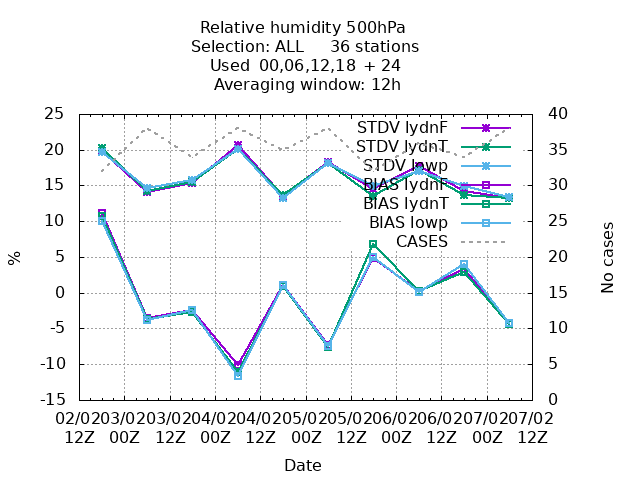 Relative humidity 500hPa
Selection: ALL 36 stations
Used 00,06,12,18 + 24
Averaging window: 12h
25
20
15
10
5
0
-5
-10
-15
40
35
30
25
20
15
10
5
0
%
No cases
STDV lydnF
STDV lydnT
STDV lowp
BIAS lydnF
BIAS lydnT
BIAS lowp
CASES
02/02 03/02 03/02 04/02 04/02 05/02 05/02 06/02 06/02 07/02 07/02
12Z 00Z 12Z 00Z 12Z 00Z 12Z 00Z 12Z 00Z 12Z
Date